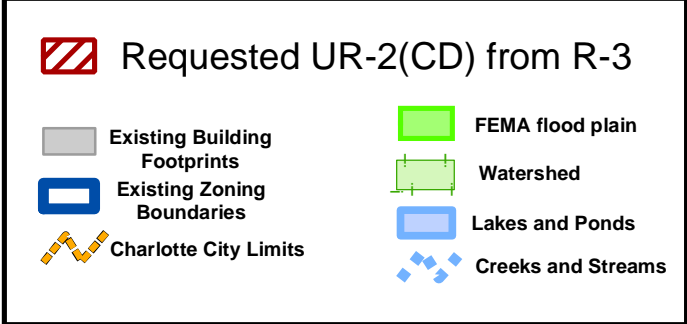 Requested UR-2(CD) from R-3
Existing Building
Footprints
Existing Zoning
Boundaries
Charlotte City Limits
FEMA flood plain
Watershed
Lakes and Ponds
Creeks and Streams